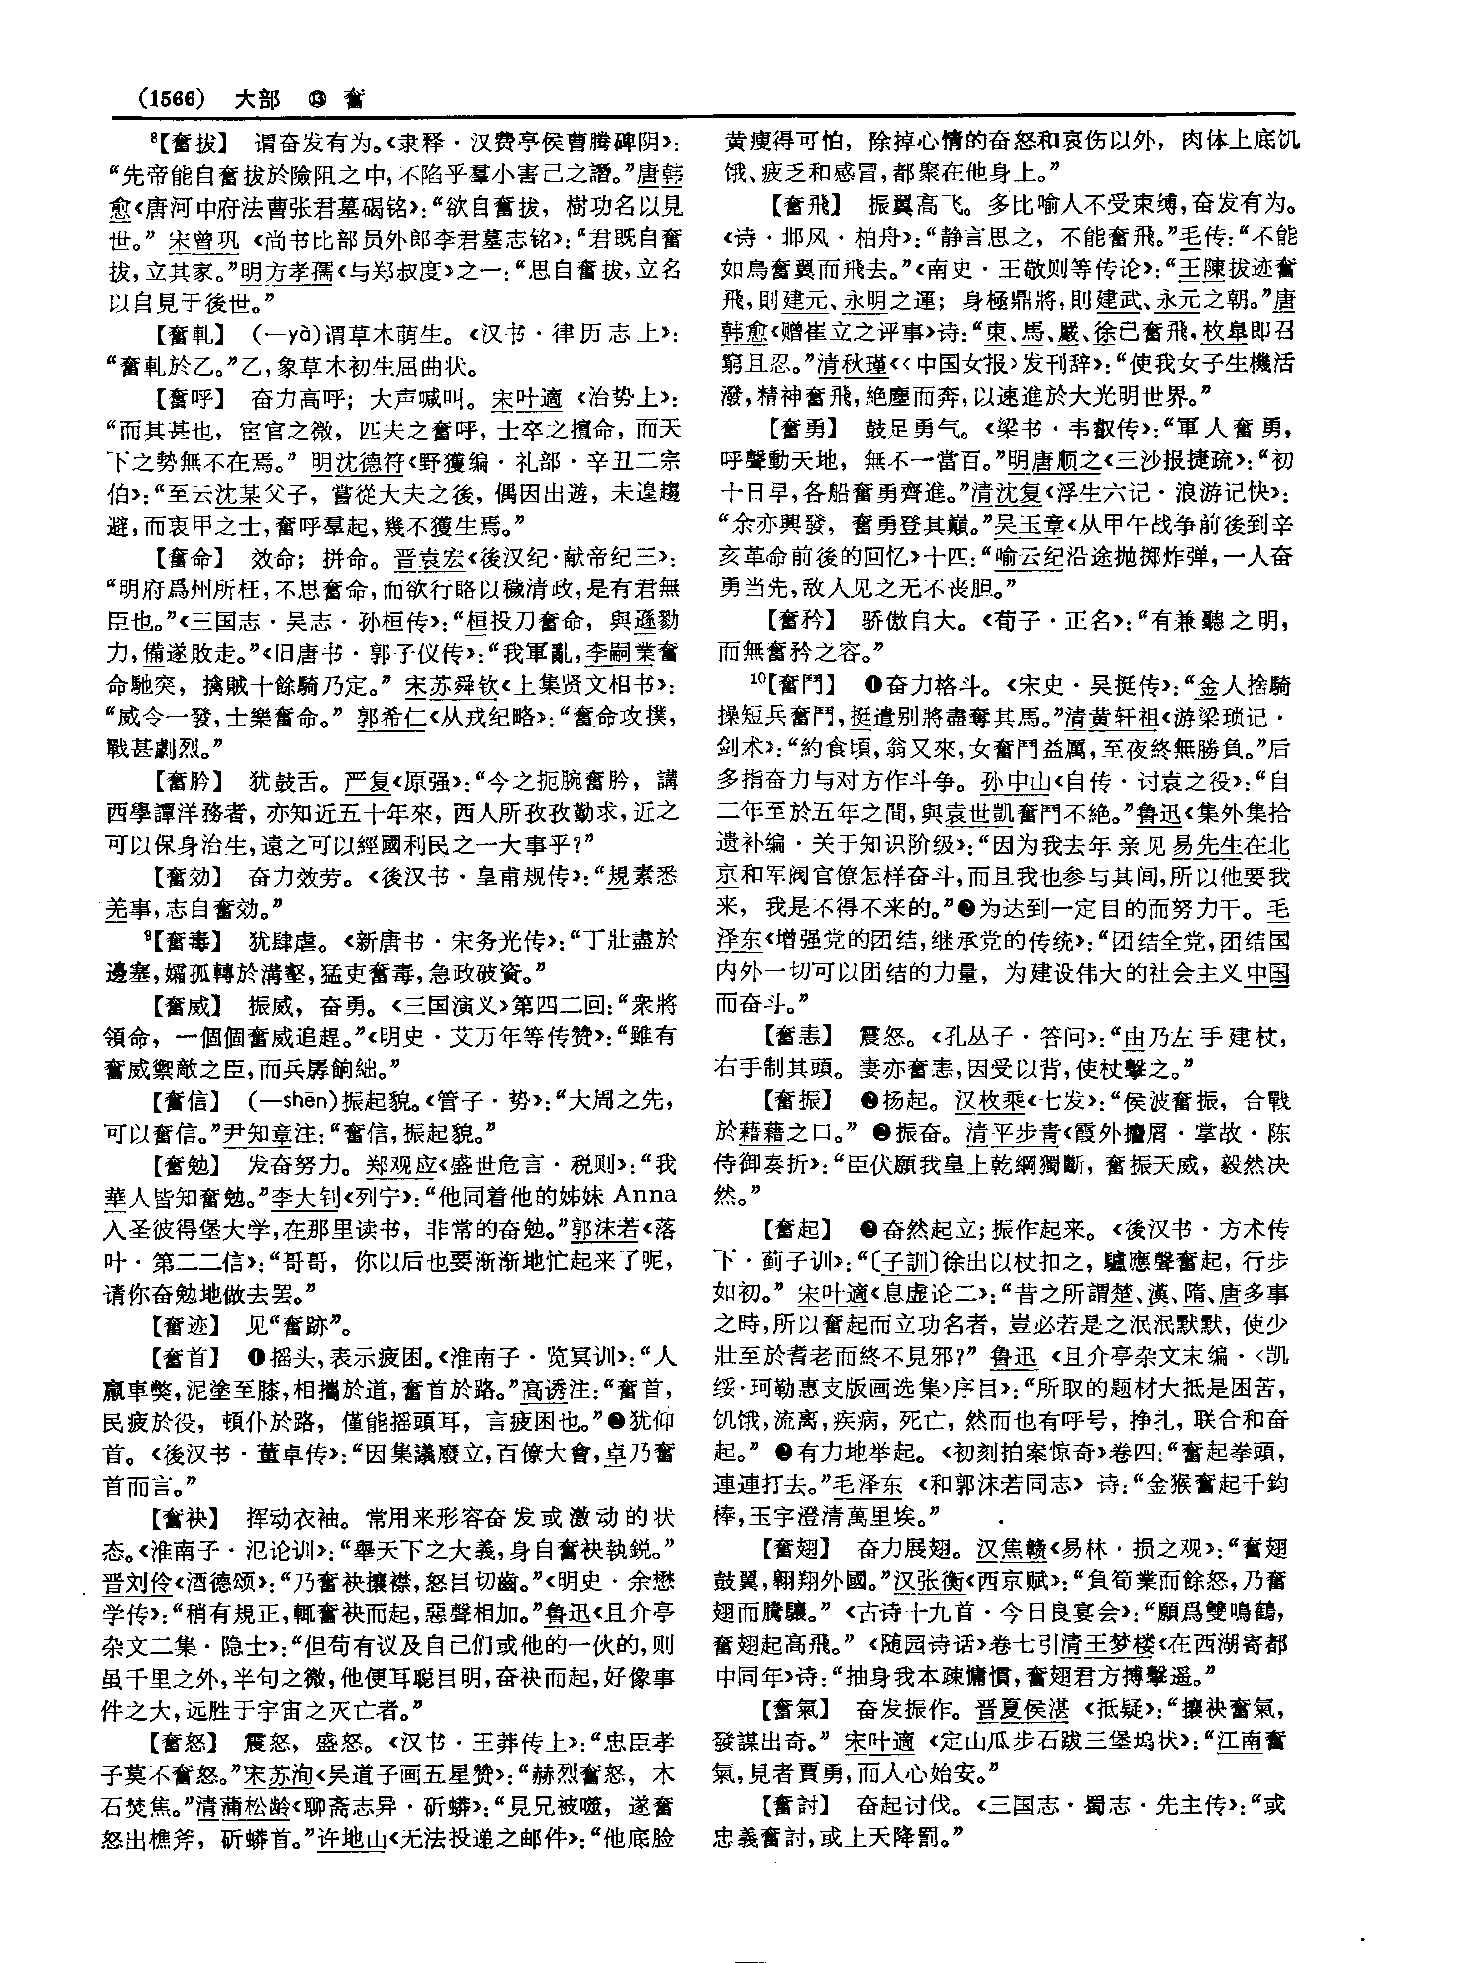 (1566) 大部 ⑬ 奮
⁸【奮拔】 谓奋发有为。《隶释·汉费亭侯曹腾碑阴》：
“先帝能自奮拔於險阻之中，不陷乎羣小害己之譖。”唐韩
愈《唐河中府法曹张君墓碣铭》：“欲自奮拔，樹功名以見
世。”宋曾巩《尚书比部员外郎李君墓志铭》：“君既自奮
拔，立其家。”明方孝孺《与郑叔度》之一：“思自奮拔，立名
以自見于後世。”
【奮軋】 (一yà)谓草木萌生。《汉书·律历志上》：
“奮軋於乙。”乙，象草木初生屈曲状。
【奮呼】 奋力高呼；大声喊叫。宋叶適《治势上》：
“而其甚也，宦官之微，匹夫之奮呼，士卒之擅命，而天
下之勢無不在焉。”明沈德符《野獲编·礼部·辛丑二宗
伯》：“至云沈某父子，嘗從大夫之後，偶因出遊，未遑趨
避，而衷甲之士，奮呼羣起、幾不獲生焉。”
【奮命】 效命；拼命。晋袁宏《後汉纪·献帝纪三》：
“明府爲州所枉，不思奮命，而欲行賂以穢清政，是有君無
臣也。”《三国志·吴志·孙桓传》：“桓投刀奮命，與遜勠
力，備遂敗走。”《旧唐书·郭子仪传》：“我軍亂，李嗣業奮
命馳突，擒賊十餘騎乃定。”宋苏舜钦《上集贤文相书》：
“威令一發，士樂奮命。”郭希仁《从戎纪略》：“奮命攻撲，
戰甚劇烈。”
【奮肣】 犹鼓舌。严复《原强》：“今之扼腕奮肣，講
西學譚洋務者，亦知近五十年來，西人所孜孜勤求，近之
可以保身治生，遠之可以經國利民之一大事乎？”
【奮効】 奋力效劳。《後汉书·皇甫规传》：“規素悉
羌事，志自奮効。”
⁹【奮毒】 犹肆虐。《新唐书·宋务光传》：“丁壯盡於
邊塞，孀孤轉於溝壑，猛吏奮毒，急政破資。”
【奮威】 振威，奋勇。《三国演义》第四二回：“衆將
領命，一個個奮威追趕。”《明史·艾万年等传赞》：“雖有
奮威禦敵之臣，而兵孱餉絀。”
【奮信】 (一shēn)振起貌。《管子·势》：“大周之先，
可以奮信。”尹知章注：“奮信，振起貌。”
【奮勉】 发奋努力。郑观应《盛世危言·税则》：“我
華人皆知奮勉。”李大钊《列宁》：“他同着他的姊妹 Anna
入圣彼得堡大学，在那里读书，非常的奋勉。”郭沫若《落
叶·第二二信》：“哥哥，你以后也要渐渐地忙起来了呢，
请你奋勉地做去罢。”
【奮迹】 见“奮跡”。
【奮首】 ❶摇头，表示疲困。《淮南子·览冥训》：“人
羸車弊，泥塗至膝，相攜於道，奮首於路。”高诱注：“奮首，
民疲於役，頓仆於路，僅能摇頭耳，言疲困也。”❷犹仰
首。《後汉书·董卓传》：“因集議廢立，百僚大會，卓乃奮
首而言。”
【奮袂】 挥动衣袖。常用来形容奋发或激动的状
态。《淮南子·氾论训》：“舉天下之大義，身自奮袂執鋭。”
晋刘伶《酒德颂》：“乃奮袂攘襟，怒目切齒。”《明史·余懋
学传》：“稍有規正，輒奮袂而起，惡聲相加。”鲁迅《且介亭
杂文二集·隐士》：“但苟有议及自己们或他的一伙的，则
虽千里之外，半句之微，他便耳聪目明，奋袂而起，好像事
件之大，远胜于宇宙之灭亡者。”
【奮怒】 震怒，盛怒。《汉书·王莽传上》：“忠臣孝
子莫不奮怒。”宋苏洵《吴道子画五星赞》：“赫烈奮怒，木
石焚焦。”清蒲松龄《聊斋志异·斫蟒》：“見兄被噬，遂奮
怒出樵斧，斫蟒首。”许地山《无法投递之邮件》：“他底脸
黄瘦得可怕，除掉心情的奋怒和哀伤以外，肉体上底饥
饿、疲乏和感冒，都聚在他身上。”
【奮飛】 振翼高飞。多比喻人不受束缚，奋发有为。
《诗·邶风·柏舟》：“静言思之，不能奮飛。”毛传：“不能
如鳥奮翼而飛去。”《南史·王敬则等传论》：“王陳拔迹奮
飛，則建元、永明之運；身極鼎將，則建武、永元之朝。”唐
韩愈《赠崔立之评事》诗：“東、馬、嚴、徐已奮飛，枚臯即召
窮且忍。”清秋瑾《〈中国女报〉发刊辞》：“使我女子生機活
潑，精神奮飛，絶塵而奔，以速進於大光明世界。”
【奮勇】 鼓足勇气。《梁书·韦叡传》：“軍人奮勇，
呼聲動天地，無不一當百。”明唐顺之《三沙报捷疏》：“初
十日早，各船奮勇齊進。”清沈复《浮生六记·浪游记快》：
“余亦興發，奮勇登其巔。”吴玉章《从甲午战争前後到辛
亥革命前後的回忆》十四：“喻云纪沿途抛掷炸弹，一人奋
勇当先，敌人见之无不丧胆。”
【奮矜】 骄傲自大。《荀子·正名》：“有兼聽之明，
而無奮矜之容。”
¹⁰【奮鬥】 ❶奋力格斗。《宋史·吴挺传》：“金人捨騎
操短兵奮鬥，挺遣别將盡奪其馬。”清黄轩祖《游梁琐记·
剑术》：“約食頃，翁又來，女奮鬥益厲，至夜終無勝負。”后
多指奋力与对方作斗争。孙中山《自传·讨袁之役》：“自
二年至於五年之間，與袁世凱奮鬥不絶。”鲁迅《集外集拾
遗补编·关于知识阶级》：“因为我去年亲见易先生在北
京和军阀官僚怎样奋斗，而且我也参与其间，所以他要我
来，我是不得不来的。”❷为达到一定目的而努力干。毛
泽东《增强党的团结，继承党的传统》：“团结全党，团结国
内外一切可以团结的力量，为建设伟大的社会主义中国
而奋斗。”
【奮恚】 震怒。《孔丛子·答问》：“由乃左手建杖，
右手制其頭。妻亦奮恚，因受以背，使杖擊之。”
【奮振】 ❶扬起。汉枚乘《七发》：“侯波奮振，合戰
於藉藉之口。”❷振奋。清平步青《霞外攟屑·掌故·陈
侍御奏折》：“臣伏願我皇上乾綱獨斷，奮振天威，毅然决
然。”
【奮起】 ❶奋然起立；振作起来。《後汉书·方术传
下·蓟子训》：“〔子訓〕徐出以杖扣之，驢應聲奮起，行步
如初。”宋叶適《息虚论二》：“昔之所謂楚、漢、隋、唐多事
之時，所以奮起而立功名者，豈必若是之泯泯默默，使少
壯至於耆老而終不見邪？”鲁迅《且介亭杂文末编·〈凯
绥·珂勒惠支版画选集〉序目》：“所取的题材大抵是困苦，
饥饿，流离，疾病，死亡，然而也有呼号，挣扎，联合和奋
起。”❷有力地举起。《初刻拍案惊奇》卷四：“奮起拳頭，
連連打去。”毛泽东《和郭沫若同志》诗：“金猴奮起千鈞
棒，玉宇澄清萬里埃。”
【奮翅】 奋力展翅。汉焦赣《易林·损之观》：“奮翅
鼓翼，翱翔外國。”汉张衡《西京赋》：“負筍業而餘怒，乃奮
翅而騰驤。”《古诗十九首·今日良宴会》：“願爲雙鳴鶴，
奮翅起高飛。”《随园诗话》卷七引清王梦楼《在西湖寄都
中同年》诗：“抽身我本疎慵慣，奮翅君方搏擊遥。”
【奮氣】 奋发振作。晋夏侯湛《抵疑》：“攘袂奮氣，
發謀出奇。”宋叶適《定山瓜步石跋三堡坞状》：“江南奮
氣，見者賈勇，而人心始安。”
【奮討】 奋起讨伐。《三国志·蜀志·先主传》：“或
忠義奮討，或上天降罰。”